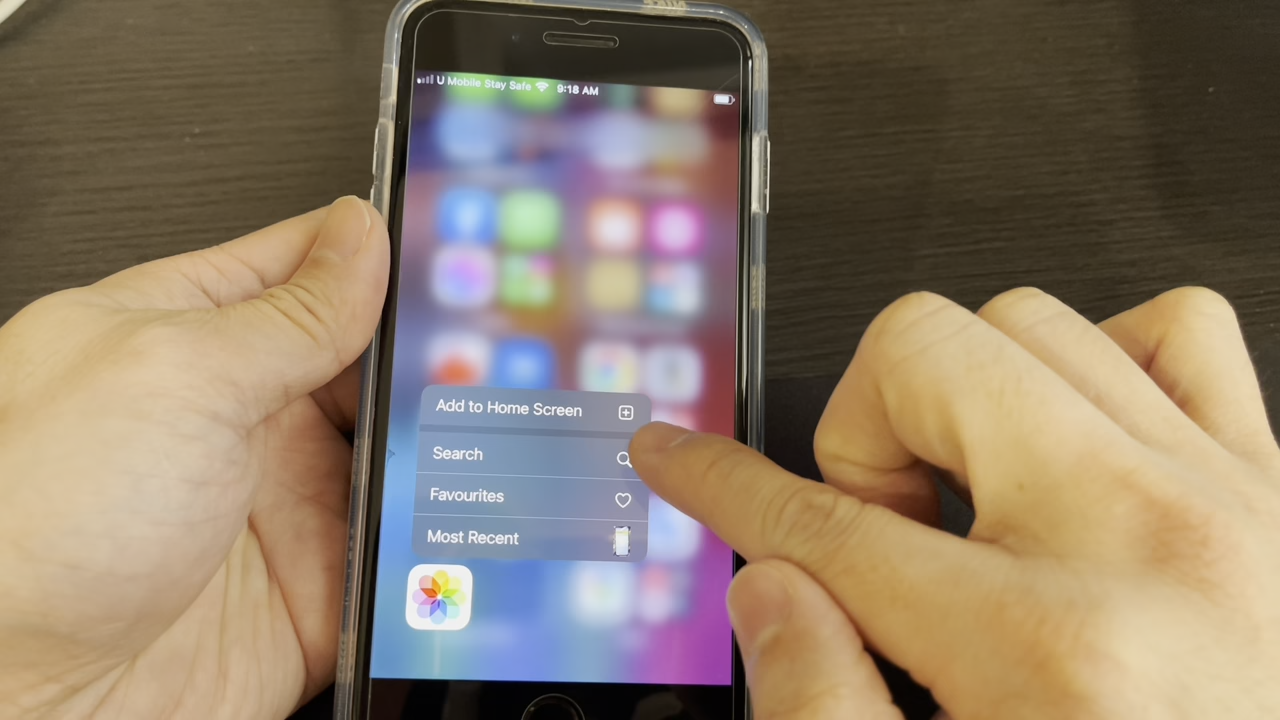 U Mobile Stay Safe 9:18 AM
Add to Home Screen
Search
Favourites
Most Recent